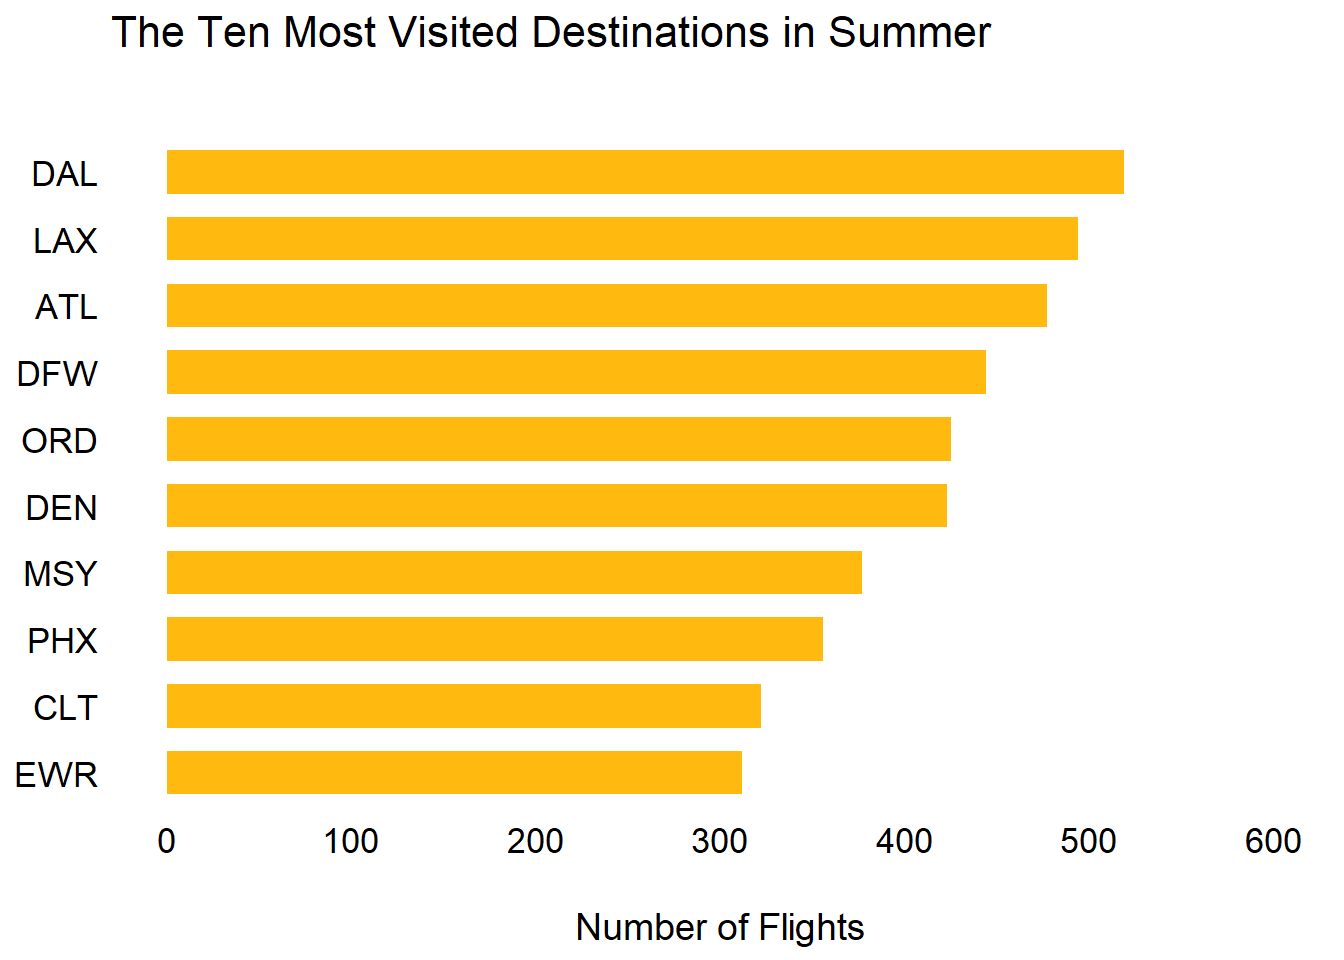 The Ten Most Visited Destinations in Summer
DAL
LAX
ATL
DFW
ORD
DEN
MSY
PHX
CLT
EWR
0 100 200 300 400 500 600
Number of Flights